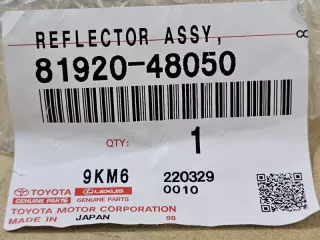 REFLECTOR ASSY,
81920-48050
QTY: 1
9KM6 220329
0010
TOYOTA LEXUS
GENUINE PARTS GENUINE PARTS
TOYOTA MOTOR CORPORATION
MADE IN JAPAN 98